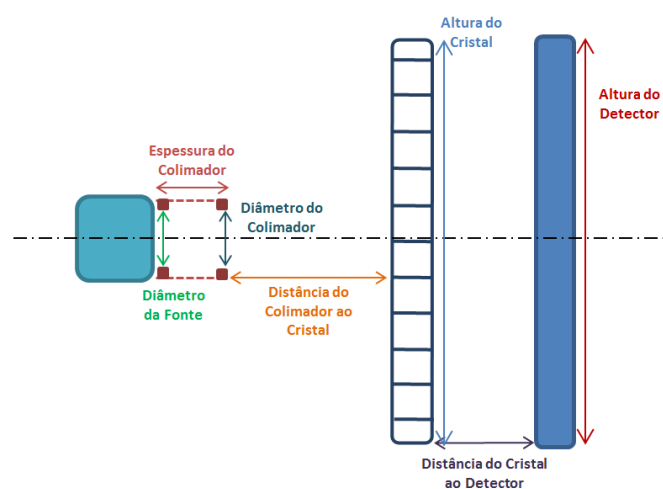 Altura do
Cristal
Altura do
Detector
Espessura do
Colimador
Diâmetro do
Colimador
Diâmetro
da Fonte
Distância do
Colimador ao
Cristal
Distância do Cristal
ao Detector